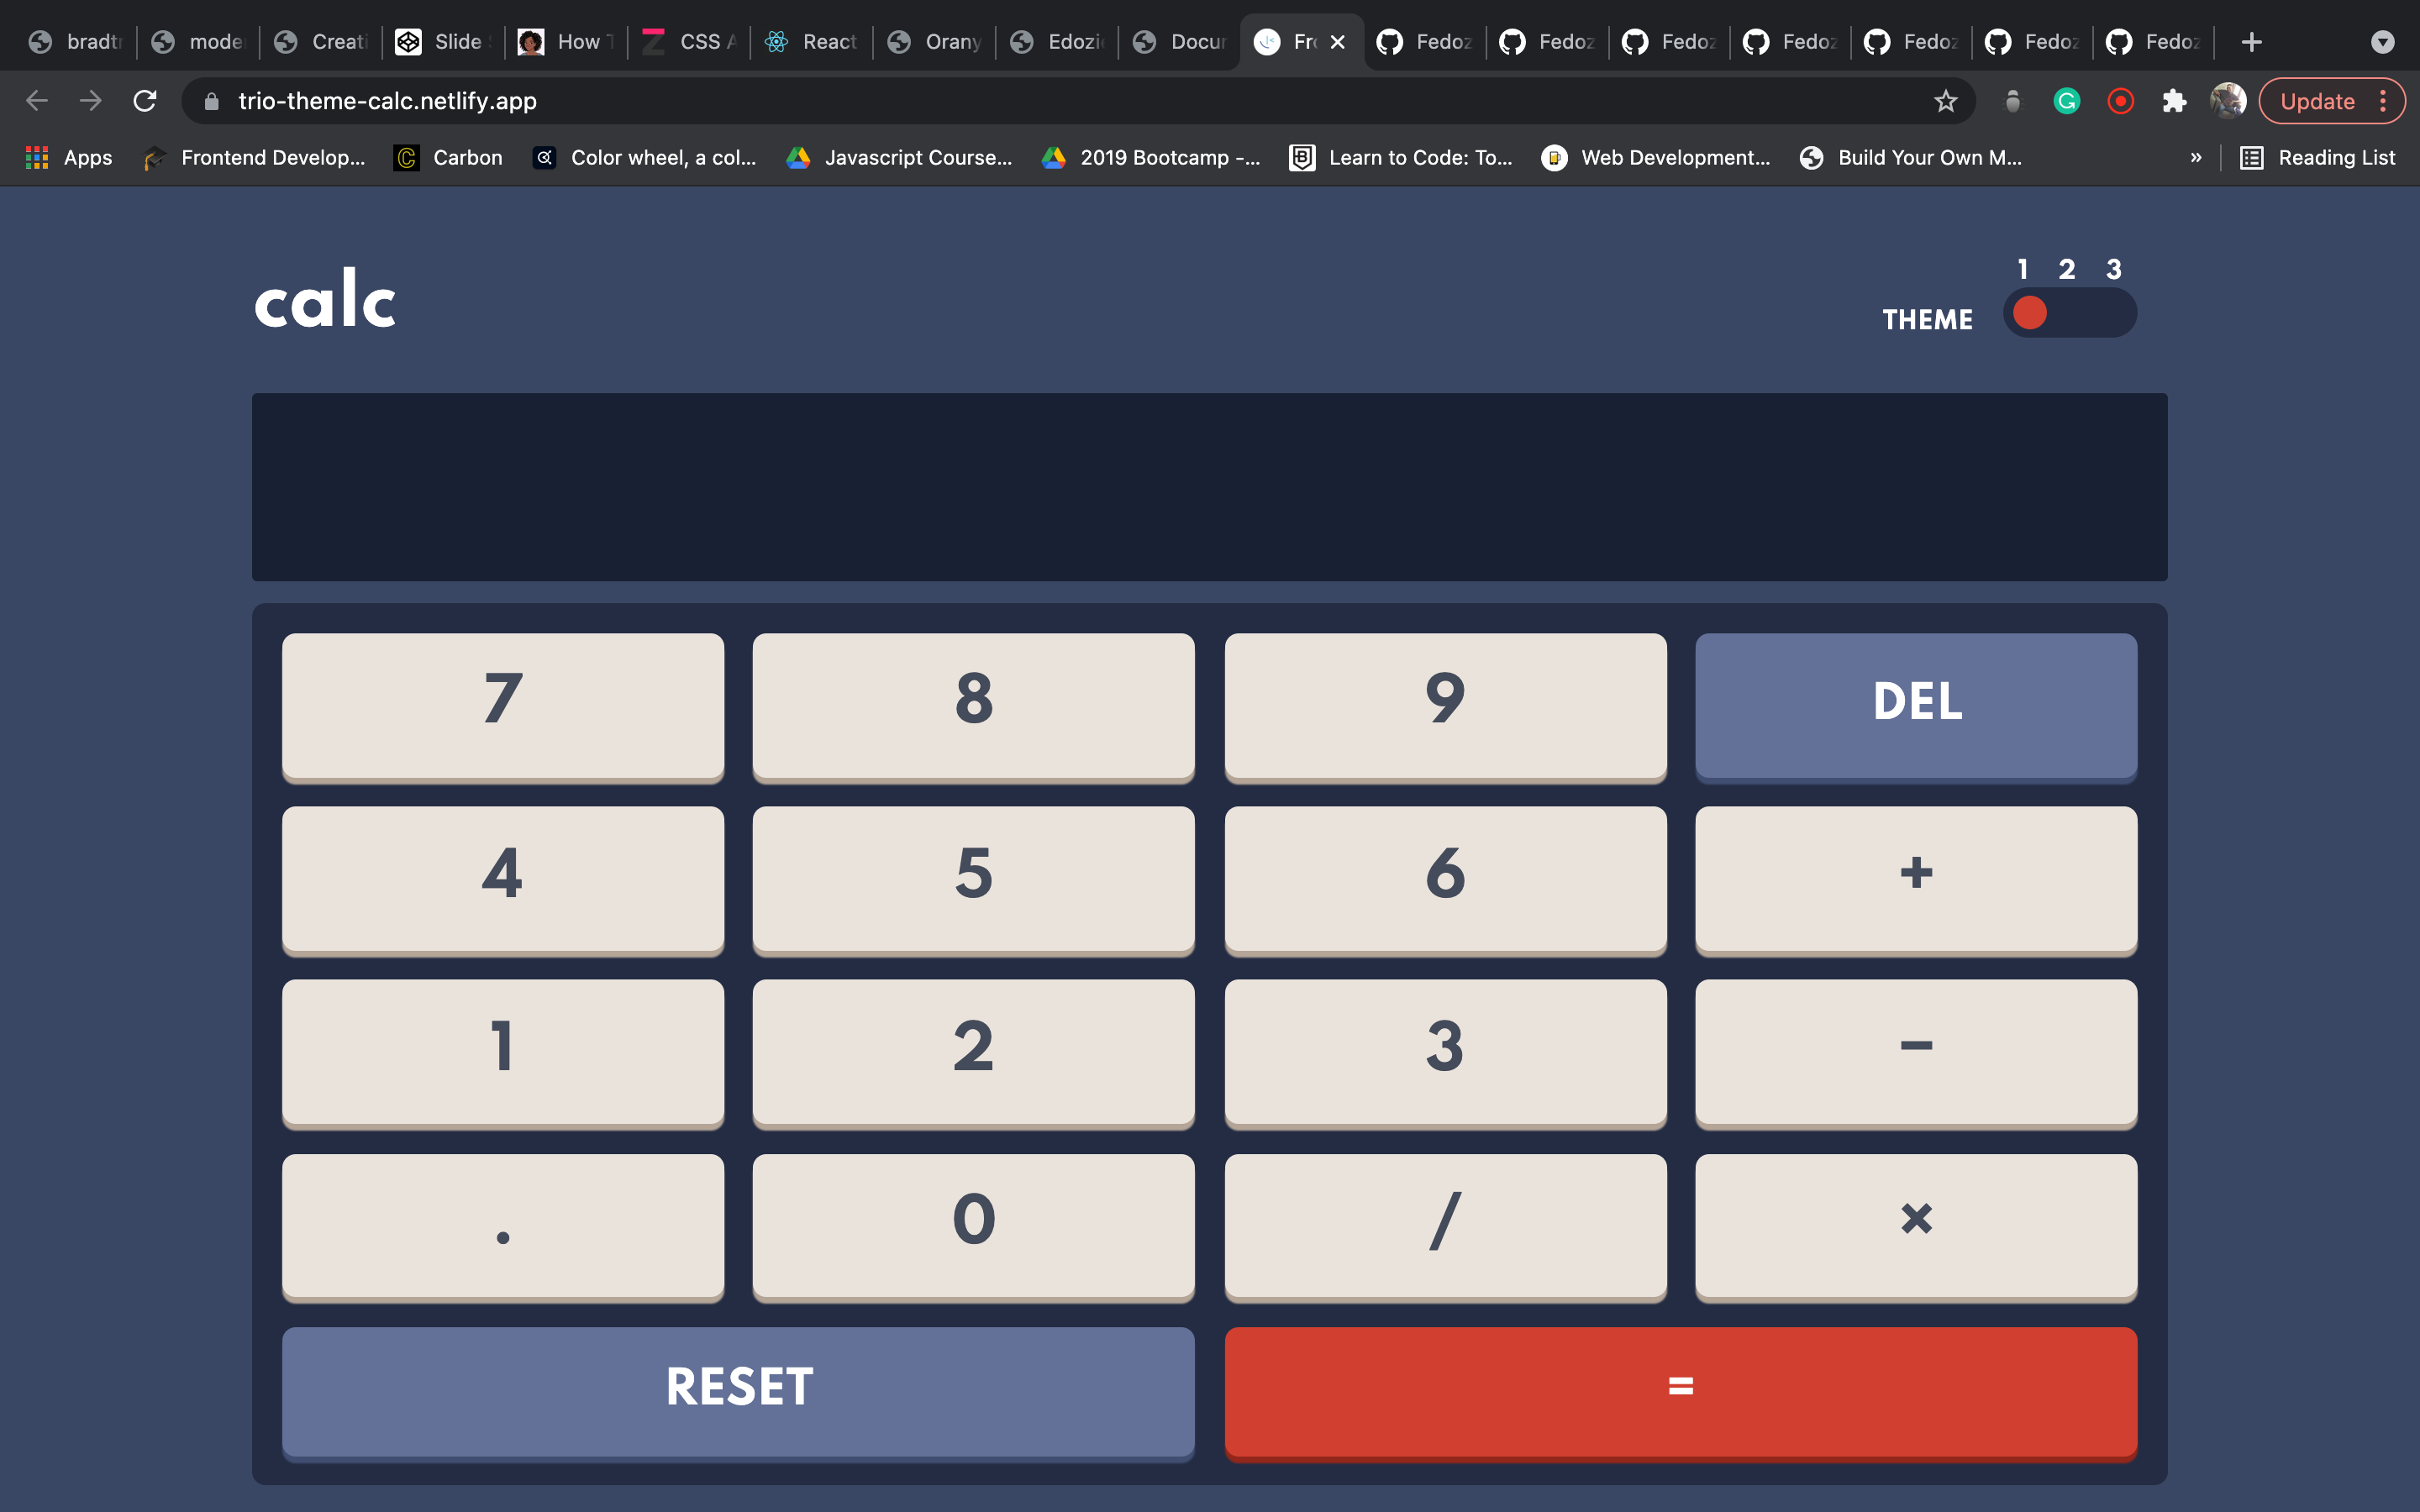 bradtr mode Creati Slide How T CSS A React Orany Edozi Docur Fro Fedoz Fedoz Fedoz Fedoz Fedoz Fedoz Fedoz
trio-theme-calc.netlify.app Update
Apps Frontend Develop... Carbon Color wheel, a col... Javascript Course... 2019 Bootcamp -... Learn to Code: To... Web Development... Build Your Own M... » Reading List
1 2 3
calc THEME
7 8 9 DEL
4 5 6 +
1 2 3 −
. 0 / ×
RESET =